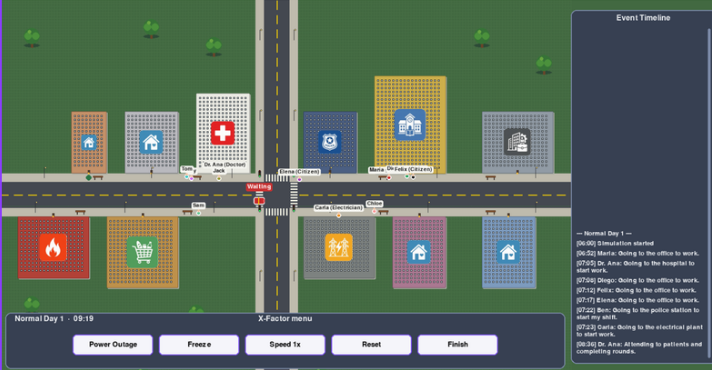 Event Timeline
Dr. Ana (Doctor)
Jack
Elena (Citizen)
Maria
Felix (Citizen)
Waiting
Sam
Carla (Electrician)
Chloe
— Normal Day 1 —
[06:00] Simulation started
[06:52] Maria: Going to the office to work.
[07:05] Dr. Ana: Going to the hospital to
start work.
[07:08] Diego: Going to the office to work.
[07:12] Felix: Going to the office to work.
[07:17] Elena: Going to the office to work.
[07:22] Ben: Going to the police station to
start my shift.
[07:23] Carla: Going to the electrical plant
to start work.
[08:36] Dr. Ana: Attending to patients and
completing rounds.
Normal Day 1 · 09:19
X-Factor menu
Power Outage
Freeze
Speed 1x
Reset
Finish